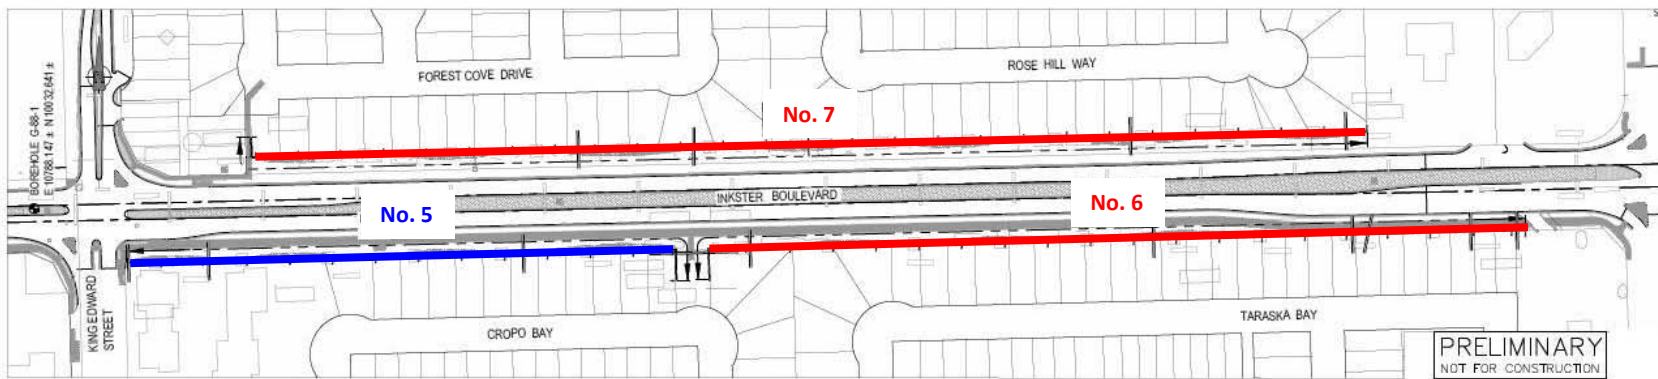 FOREST COVE DRIVE
ROSE HILL WAY
No. 7
BOREHOLE G-88-1
E 10788.147 ± N 10032.641 ±
INKSTER BOULEVARD
No. 5
No. 6
KING EDWARD
STREET
CROPO BAY
TARASKA BAY
PRELIMINARY
NOT FOR CONSTRUCTION